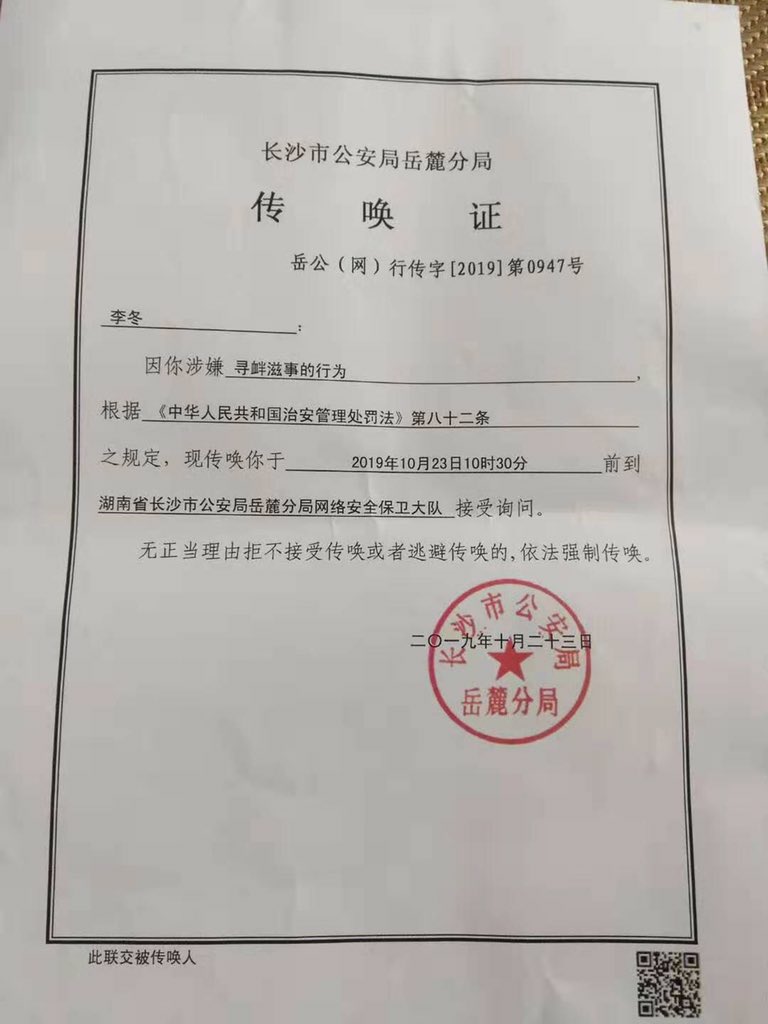 长沙市公安局岳麓分局
传唤证
岳公(网)行传字[2019]第0947号
李冬:
因你涉嫌 寻衅滋事的行为,
根据《中华人民共和国治安管理处罚法》第八十二条
之规定,现传唤你于 2019年10月23日10时30分 前到
湖南省长沙市公安局岳麓分局网络安全保卫大队 接受询问。
无正当理由拒不接受传唤或者逃避传唤的,依法强制传唤。
长沙市公安局
二〇一九年十月二十三日
岳麓分局
此联交被传唤人